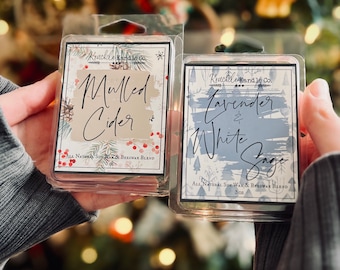 Mulled
Cider
All Natural Soy Wax & Beeswax Blend
Lavender
&
White
Sage
All Natural Soy Wax & Beeswax Blend